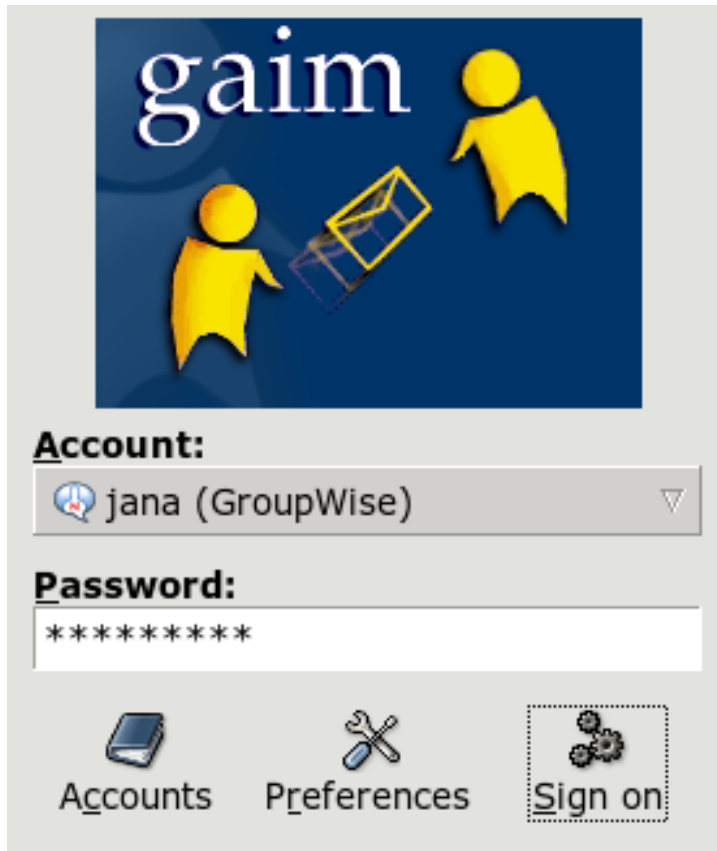 gaim
Account:
jana (GroupWise)
Password:
*********
Accounts Preferences Sign on